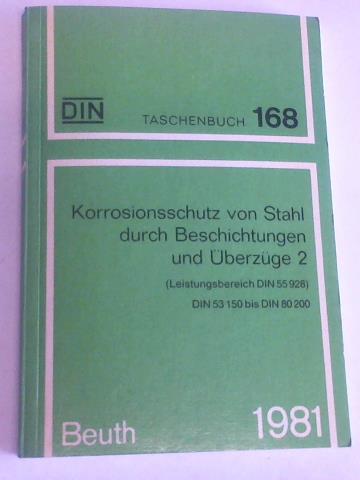 DIN TASCHENBUCH 168
Korrosionsschutz von Stahl
durch Beschichtungen
und Überzüge 2
(Leistungsbereich DIN 55 928)
DIN 53 150 bis DIN 80 200
Beuth 1981